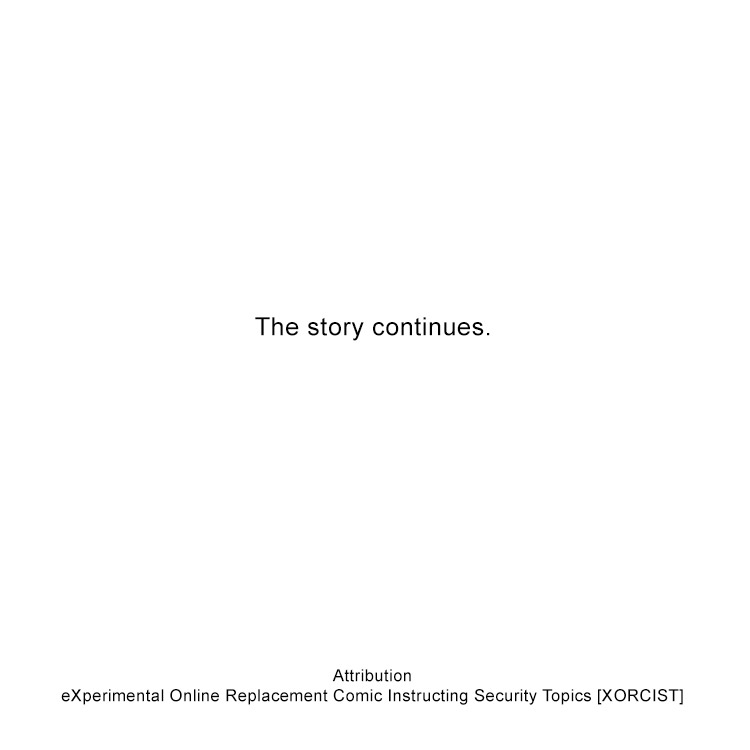 The story continues.
Attribution
eXperimental Online Replacement Comic Instructing Security Topics [XORCIST]